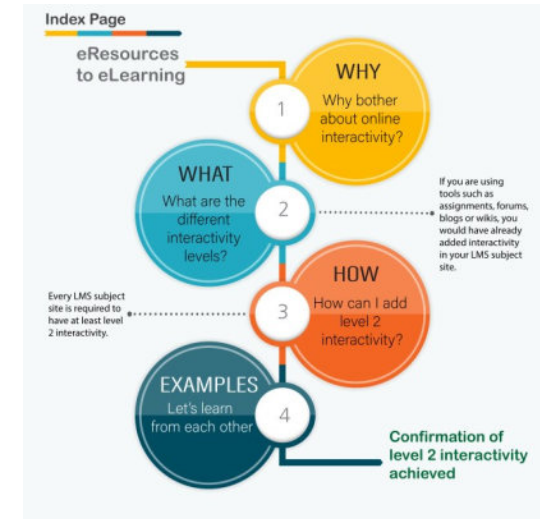 Index Page
eResources
to eLearning
WHY
1
Why bother
about online
interactivity?
WHAT
What are the
different
interactivity
levels?
2
If you are using
tools such as
assignments, forums,
blogs or wikis, you
would have already
added interactivity
in your LMS subject
site.
HOW
Every LMS subject
site is required to
have at least level
2 interactivity.
3
How can I add
level 2
interactivity?
EXAMPLES
Let's learn
from each other
4
Confirmation of
level 2 interactivity
achieved